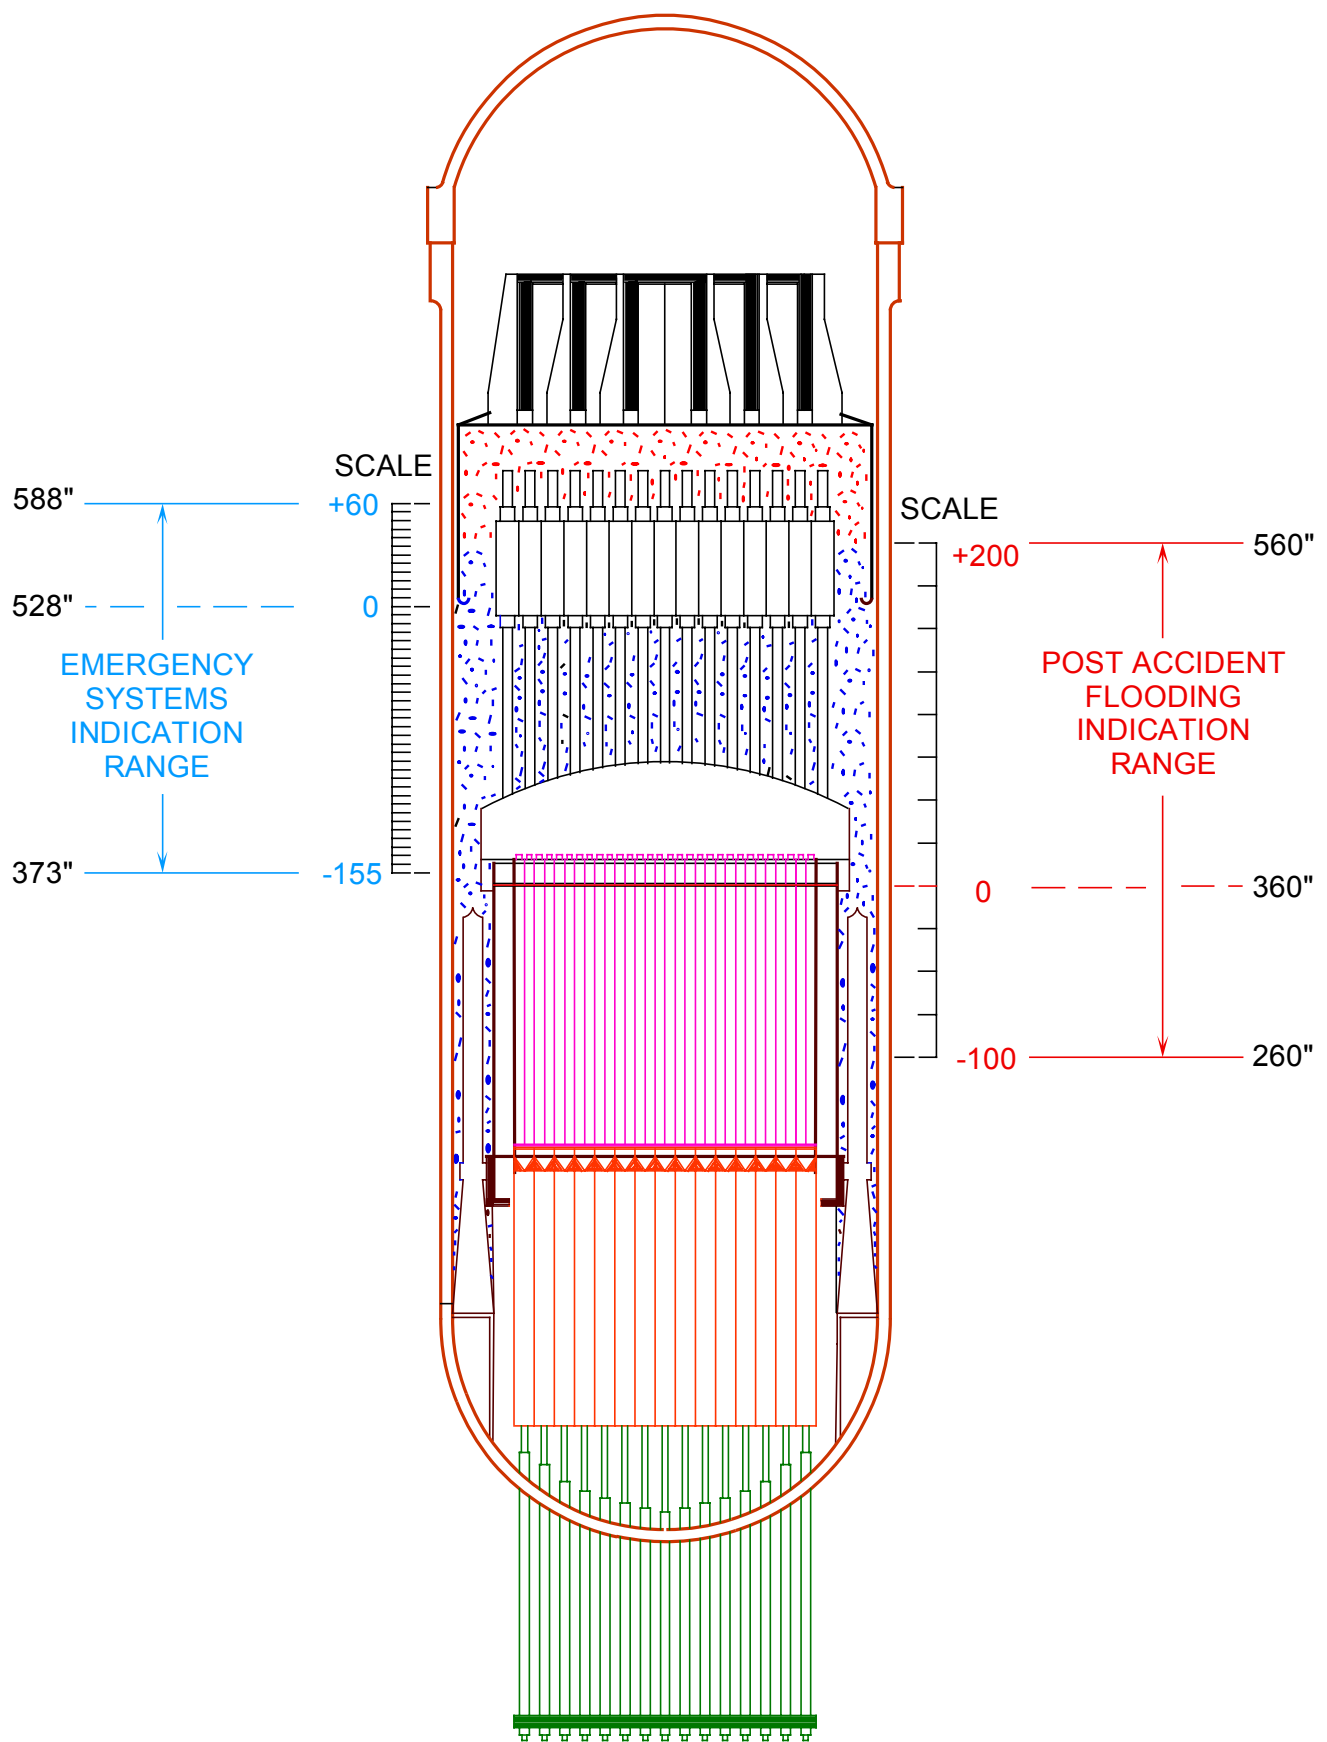 SCALE
588"
+60
528"
0
EMERGENCY
SYSTEMS
INDICATION
RANGE
373"
-155
SCALE
+200
560"
POST ACCIDENT
FLOODING
INDICATION
RANGE
0
360"
-100
260"